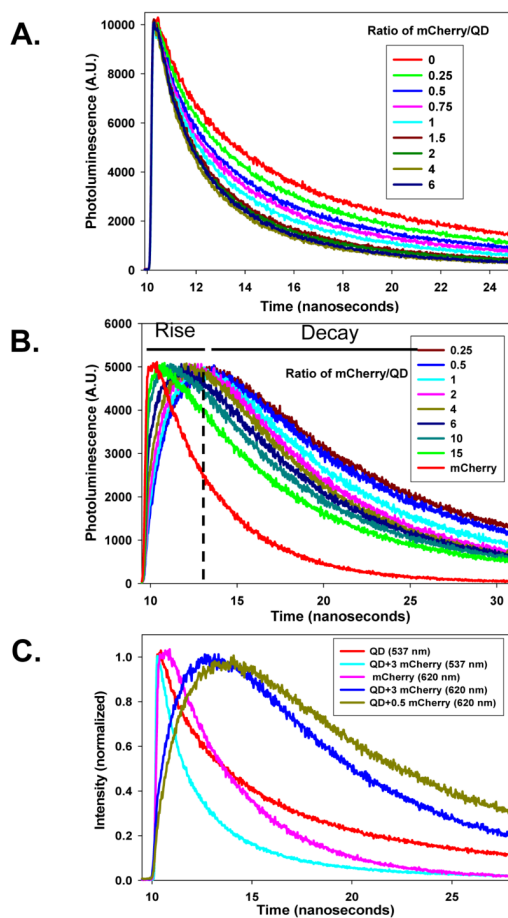 A.
Ratio of mCherry/QD
0
0.25
0.5
0.75
1
1.5
2
4
6
Photoluminescence (A.U.)
10000
8000
6000
4000
2000
0
10 12 14 16 18 20 22 24
Time (nanoseconds)
B.
Rise Decay
Ratio of mCherry/QD
0.25
0.5
1
2
4
6
10
15
mCherry
Photoluminescence (A.U.)
6000
5000
4000
3000
2000
1000
0
10 15 20 25 30
Time (nanoseconds)
C.
QD (537 nm)
QD+3 mCherry (537 nm)
mCherry (620 nm)
QD+3 mCherry (620 nm)
QD+0.5 mCherry (620 nm)
Intensity (normalized)
1.0
0.8
0.6
0.4
0.2
0.0
10 15 20 25
Time (nanoseconds)